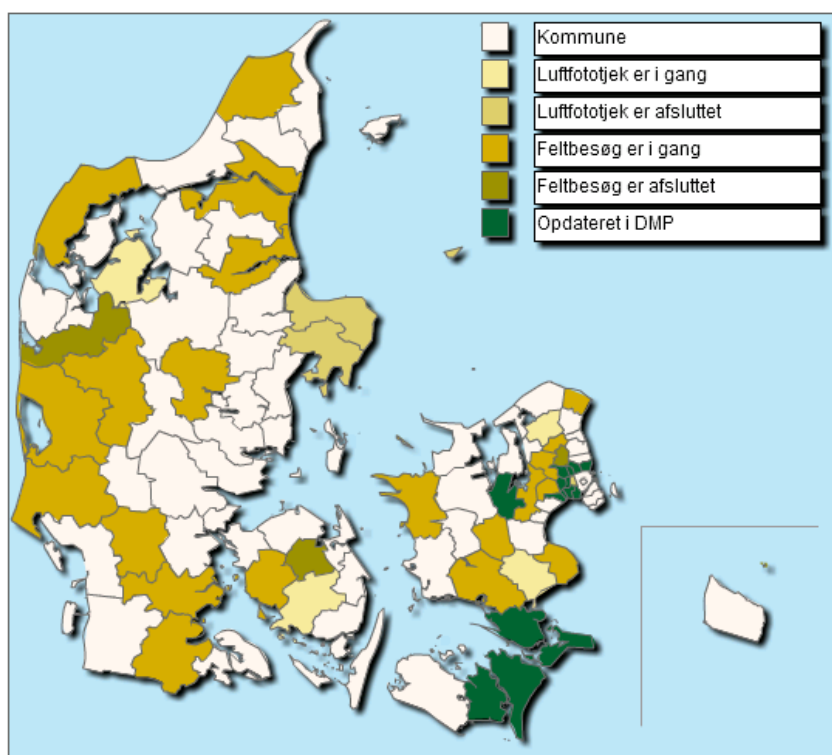 Kommune
Luftfototjek er i gang
Luftfototjek er afsluttet
Feltbesøg er i gang
Feltbesøg er afsluttet
Opdateret i DMP